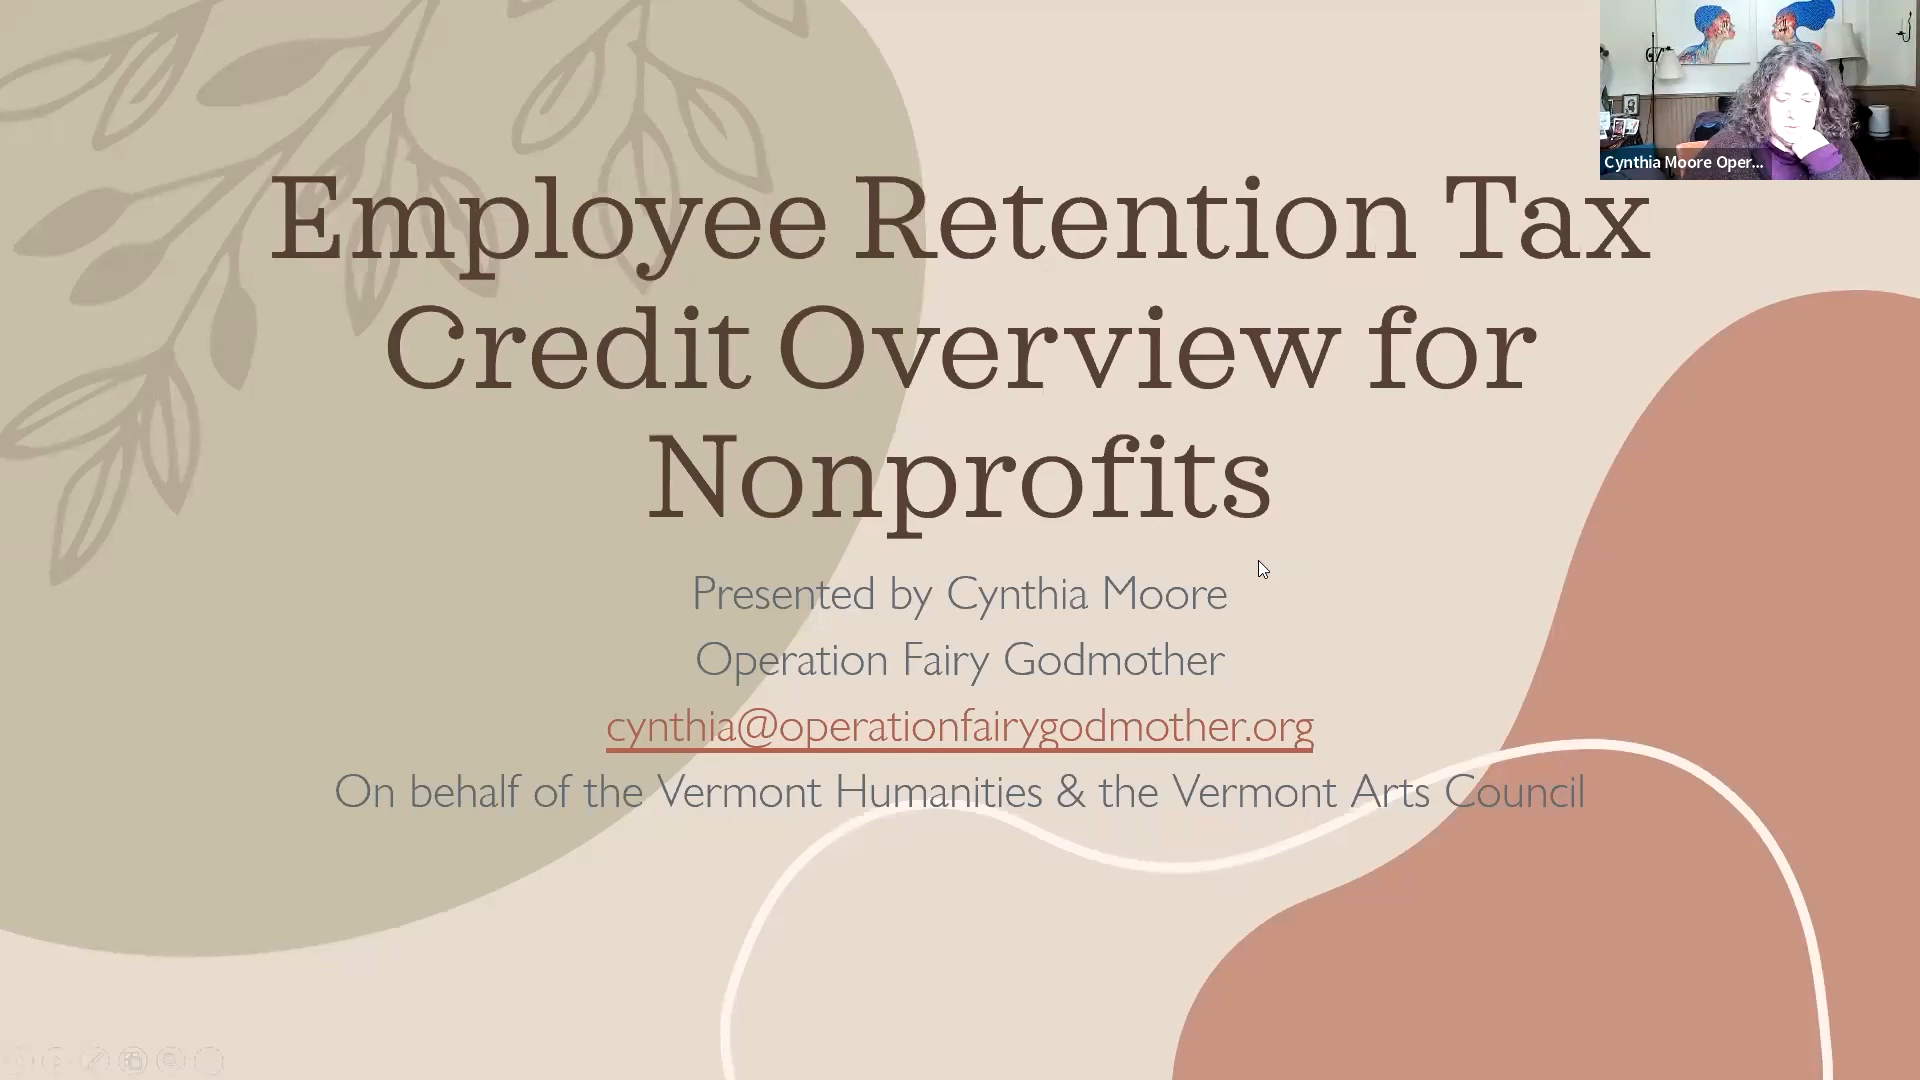 Cynthia Moore Oper...
Employee Retention Tax
Credit Overview for
Nonprofits
Presented by Cynthia Moore
Operation Fairy Godmother
cynthia@operationfairygodmother.org
On behalf of the Vermont Humanities & the Vermont Arts Council